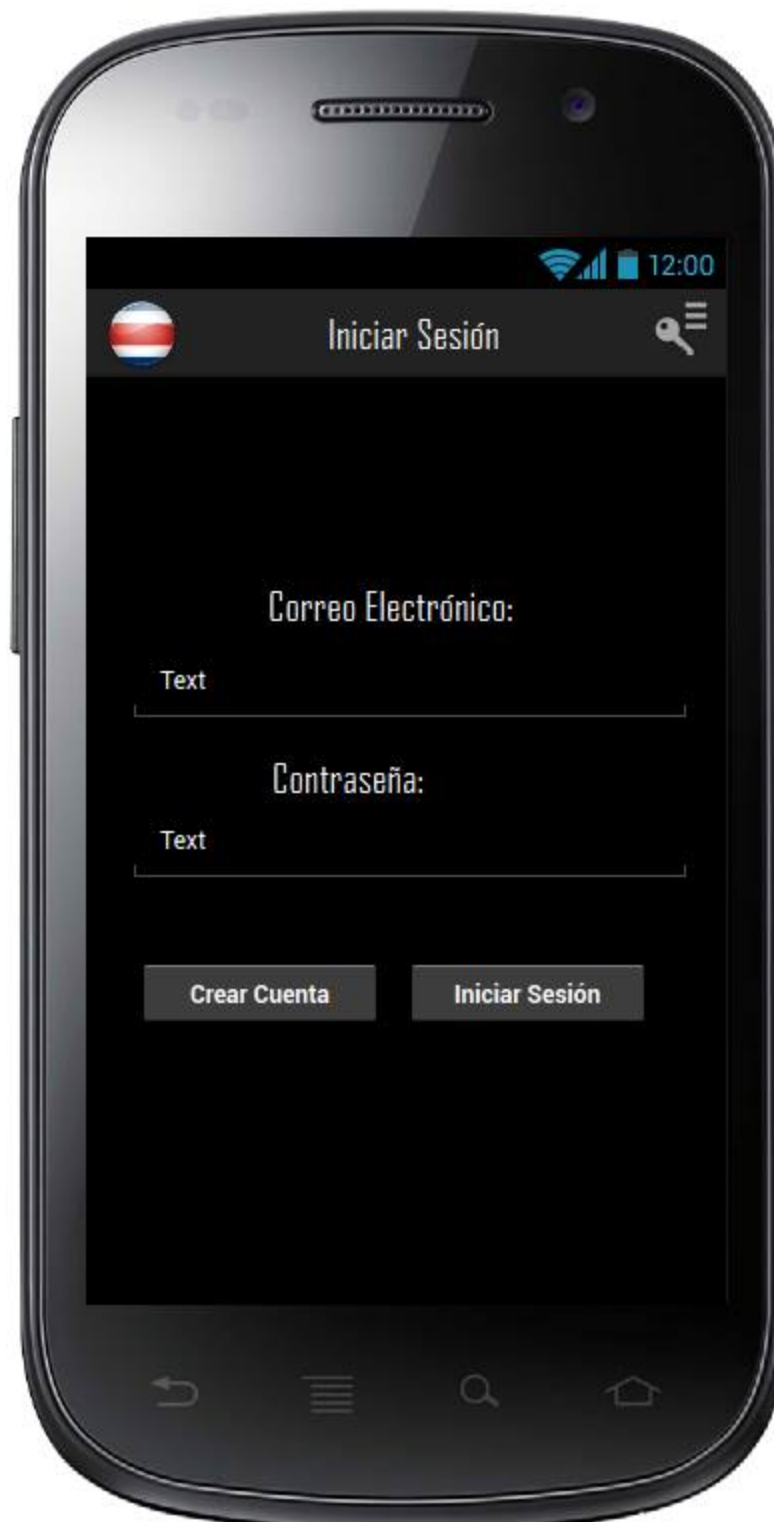 12:00
Iniciar Sesión
Correo Electrónico:
Text
Contraseña:
Text
Crear Cuenta Iniciar Sesión